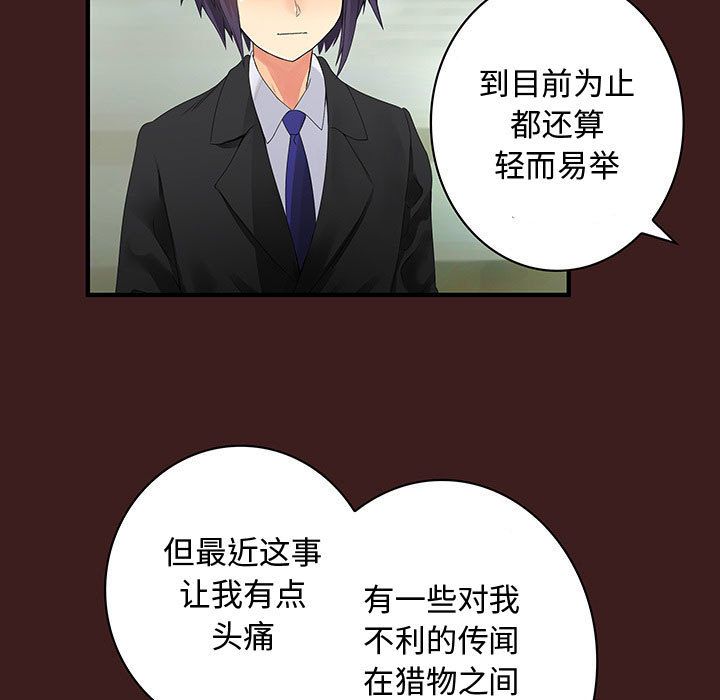 到目前为止
都还算
轻而易举
但最近这事
让我有点
头痛
有一些对我
不利的传闻
在猎物之间